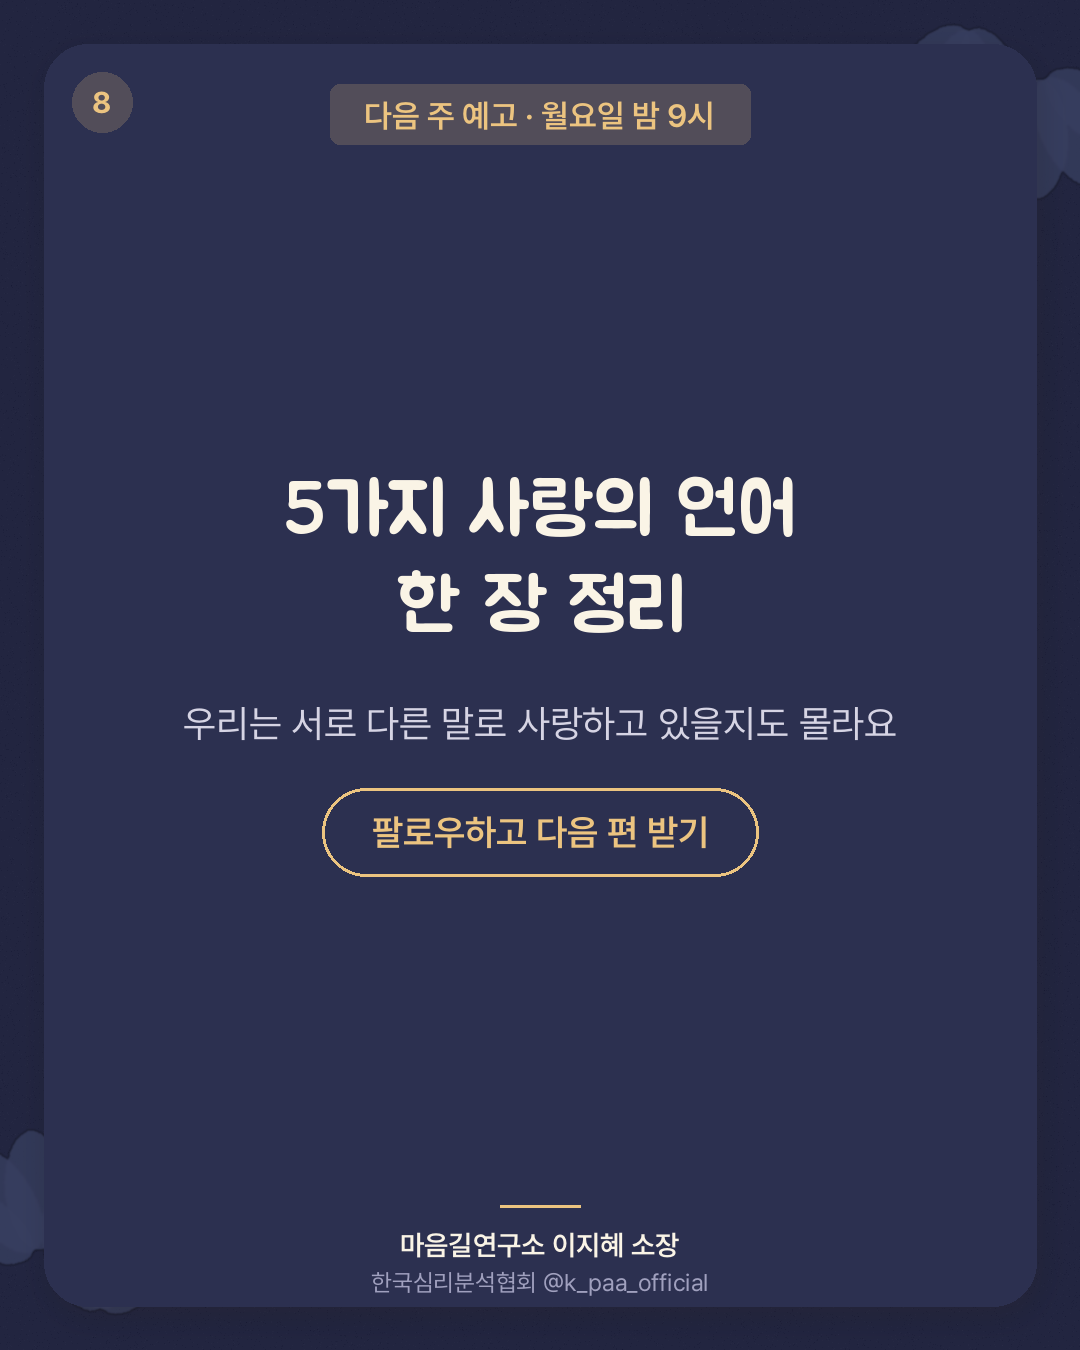 8
다음 주 예고 · 월요일 밤 9시
5가지 사랑의 언어
한 장 정리
우리는 서로 다른 말로 사랑하고 있을지도 몰라요
팔로우하고 다음 편 받기
마음길연구소 이지혜 소장
한국심리분석협회 @k_paa_official